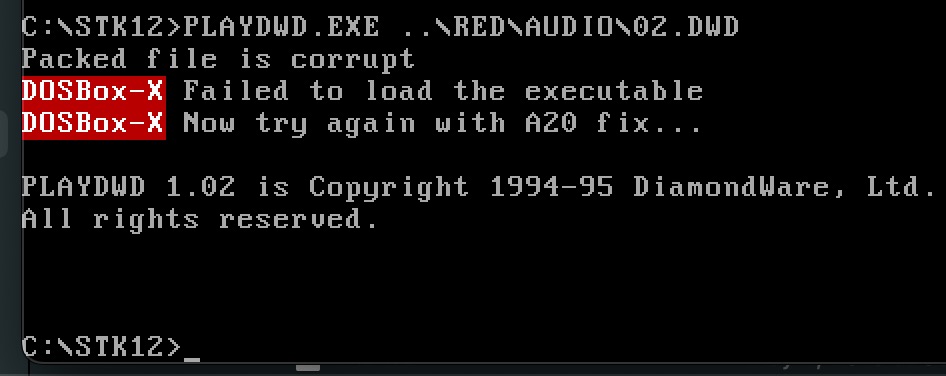 C:\STK12>PLAYDWD.EXE ..\RED\AUDIO\02.DWD
Packed file is corrupt
DOSBox-X Failed to load the executable
DOSBox-X Now try again with A20 fix...
PLAYDWD 1.02 is Copyright 1994-95 DiamondWare, Ltd.
All rights reserved.
C:\STK12>_